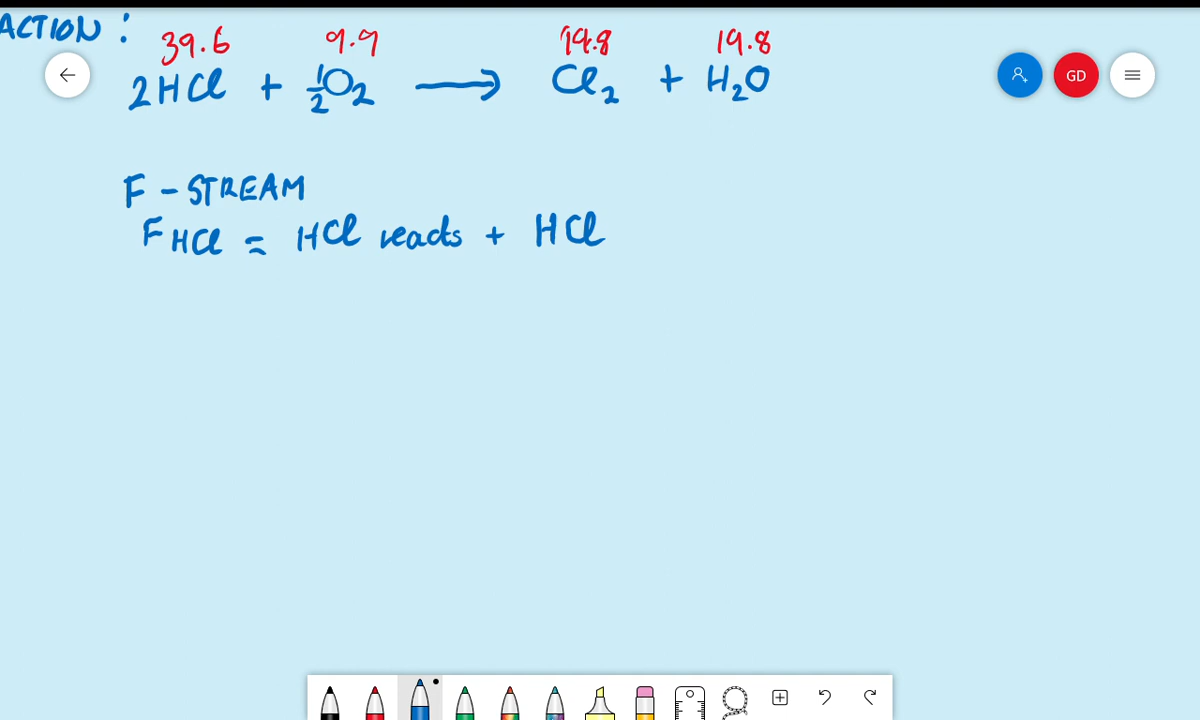 ACTION :
39.6 9.9 19.8 19.8
2HCl + ½O₂ ⟶ Cl₂ + H₂O
F - STREAM
F HCl = HCl reacts + HCl
GD